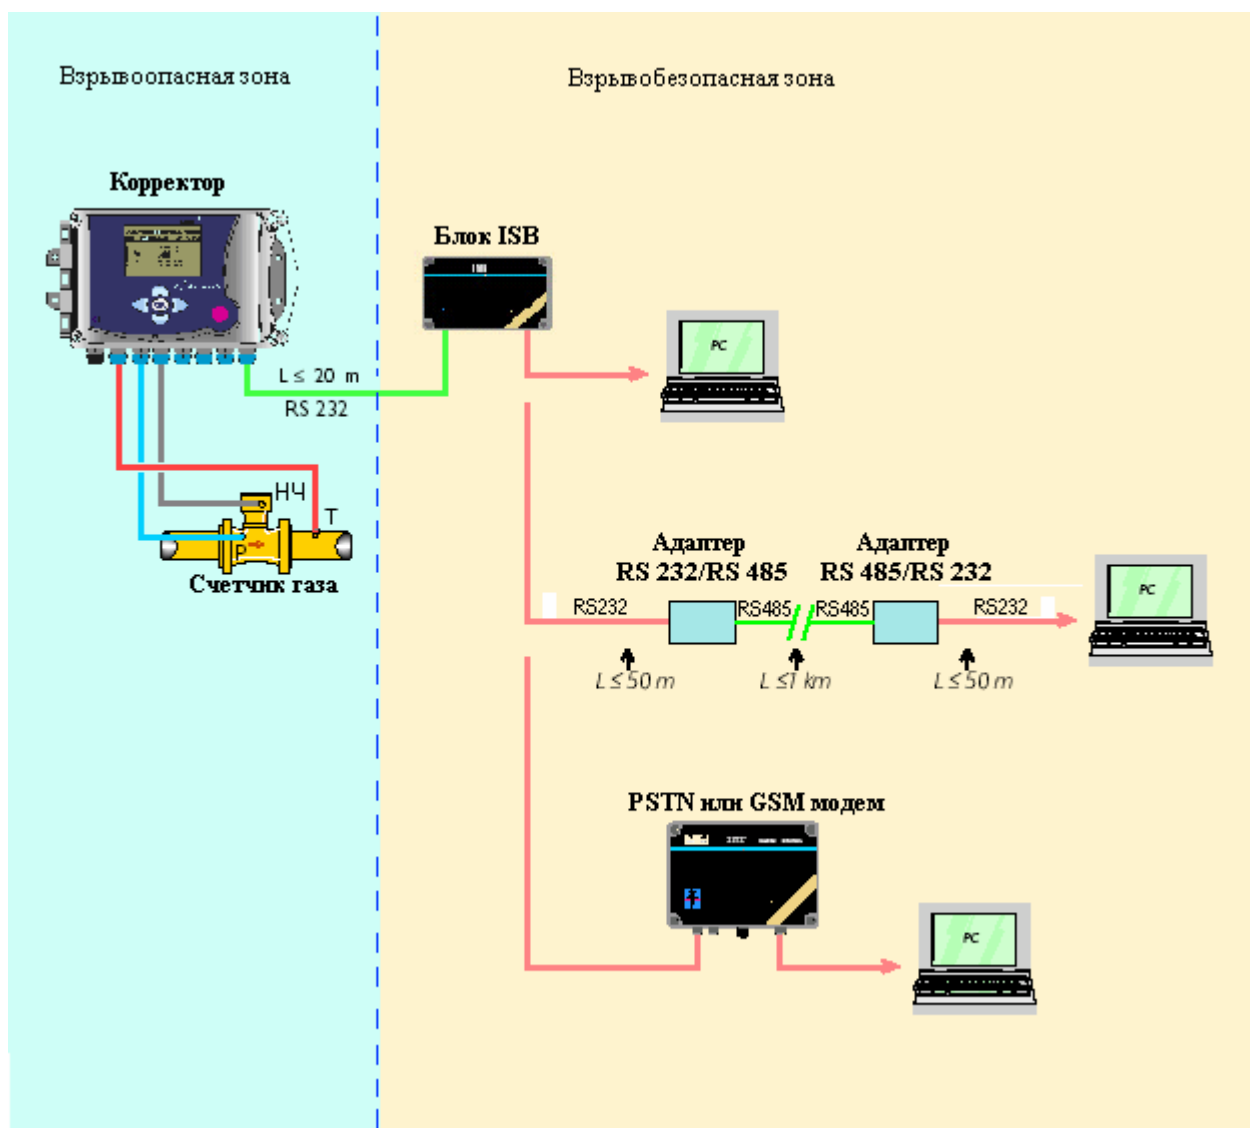 Взрывоопасная зона
Взрывобезопасная зона
Корректор
Блок ISB
ISB
PC
L ≤ 20 m
RS 232
НЧ
T
P
Счетчик газа
Адаптер
RS 232/RS 485
Адаптер
RS 485/RS 232
RS232
RS485
RS485
RS232
PC
L ≤ 50 m
L ≤1 km
L ≤ 50 m
PSTN или GSM модем
PC